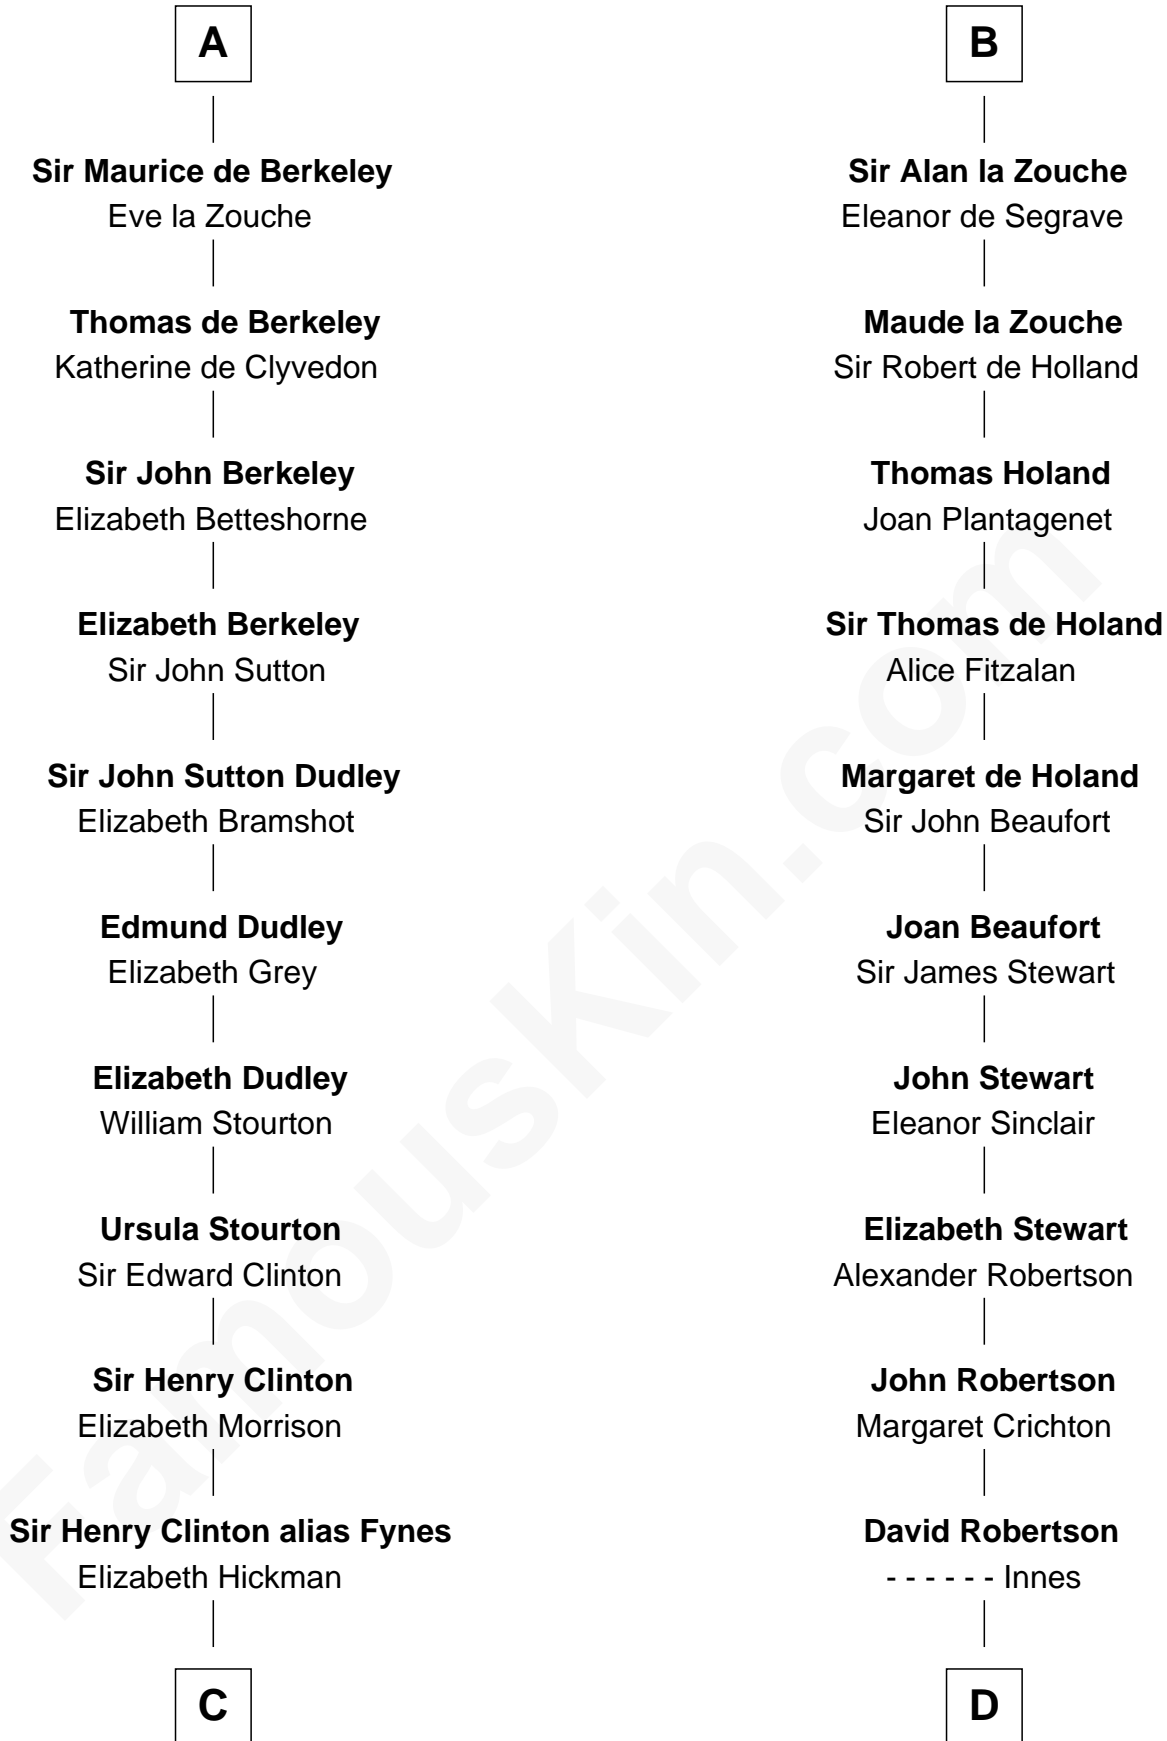 A
Sir Maurice de Berkeley
Eve la Zouche
Thomas de Berkeley
Katherine de Clyvedon
Sir John Berkeley
Elizabeth Betteshorne
Elizabeth Berkeley
Sir John Sutton
Sir John Sutton Dudley
Elizabeth Bramshot
Edmund Dudley
Elizabeth Grey
Elizabeth Dudley
William Stourton
Ursula Stourton
Sir Edward Clinton
Sir Henry Clinton
Elizabeth Morrison
Sir Henry Clinton alias Fynes
Elizabeth Hickman
C
B
Sir Alan la Zouche
Eleanor de Segrave
Maude la Zouche
Sir Robert de Holland
Thomas Holand
Joan Plantagenet
Sir Thomas de Holand
Alice Fitzalan
Margaret de Holand
Sir John Beaufort
Joan Beaufort
Sir James Stewart
John Stewart
Eleanor Sinclair
Elizabeth Stewart
Alexander Robertson
John Robertson
Margaret Crichton
David Robertson
- - - - - - Innes
D
FamousKin.com